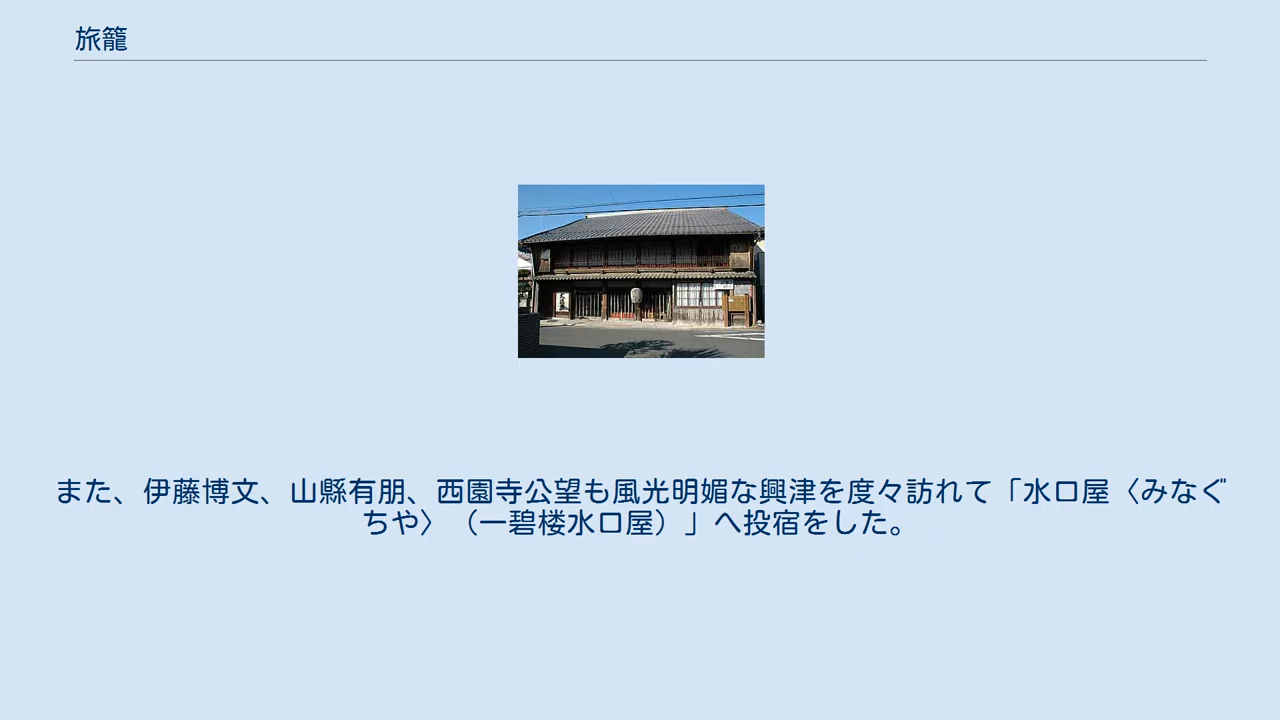 旅籠
また、伊藤博文、山縣有朋、西園寺公望も風光明媚な興津を度々訪れて「水口屋〈みなぐ
ちや〉（一碧楼水口屋）」へ投宿をした。